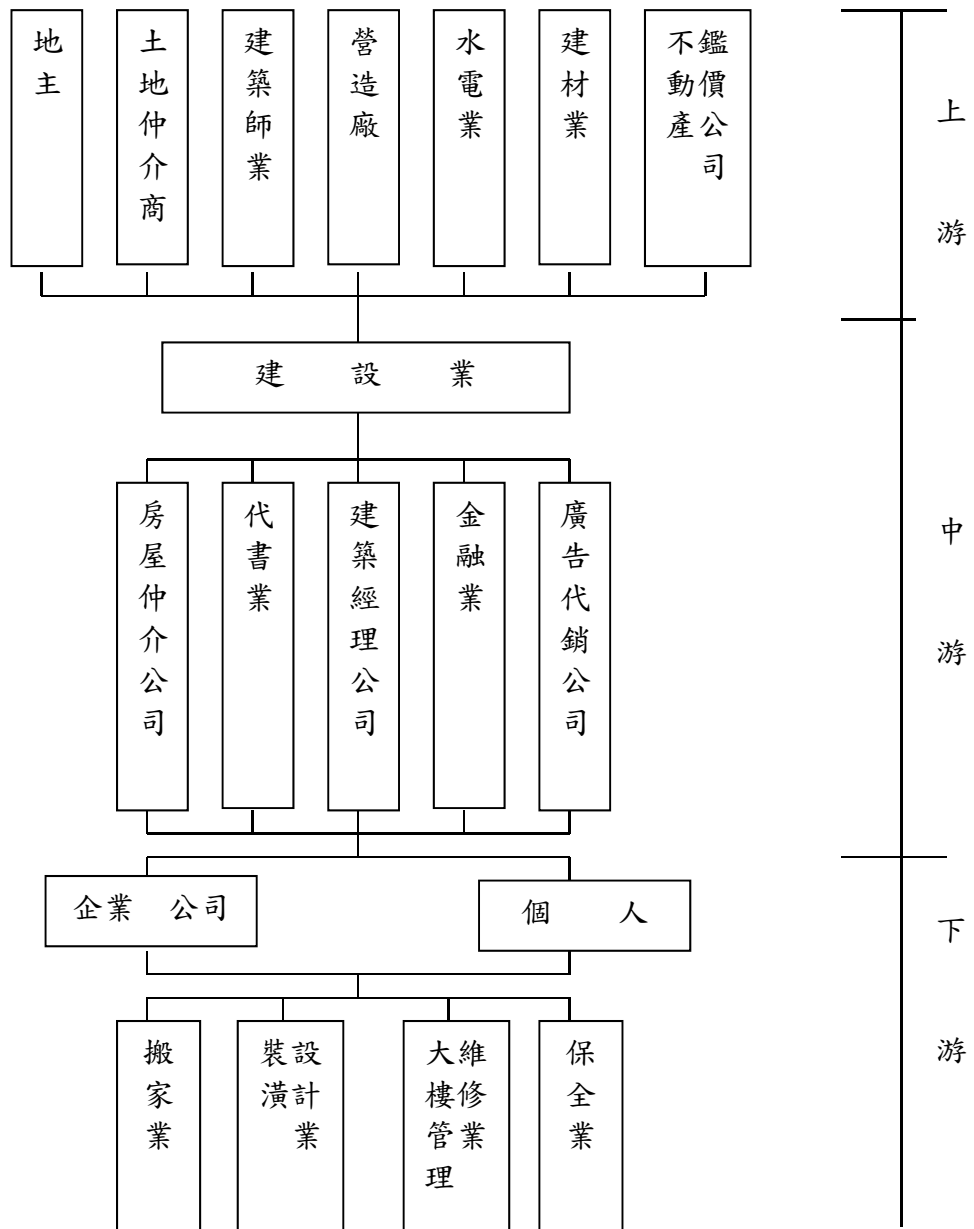 地主
土地仲介商
建築師業
營造廠
水電業
建材業
不動產
鑑價公司
上游
建設業
房屋仲介公司
代書業
建築經理公司
金融業
廣告代銷公司
中游
企業 公司
個人
下游
搬家業
裝潢
設計業
大樓管理
維修業
保全業